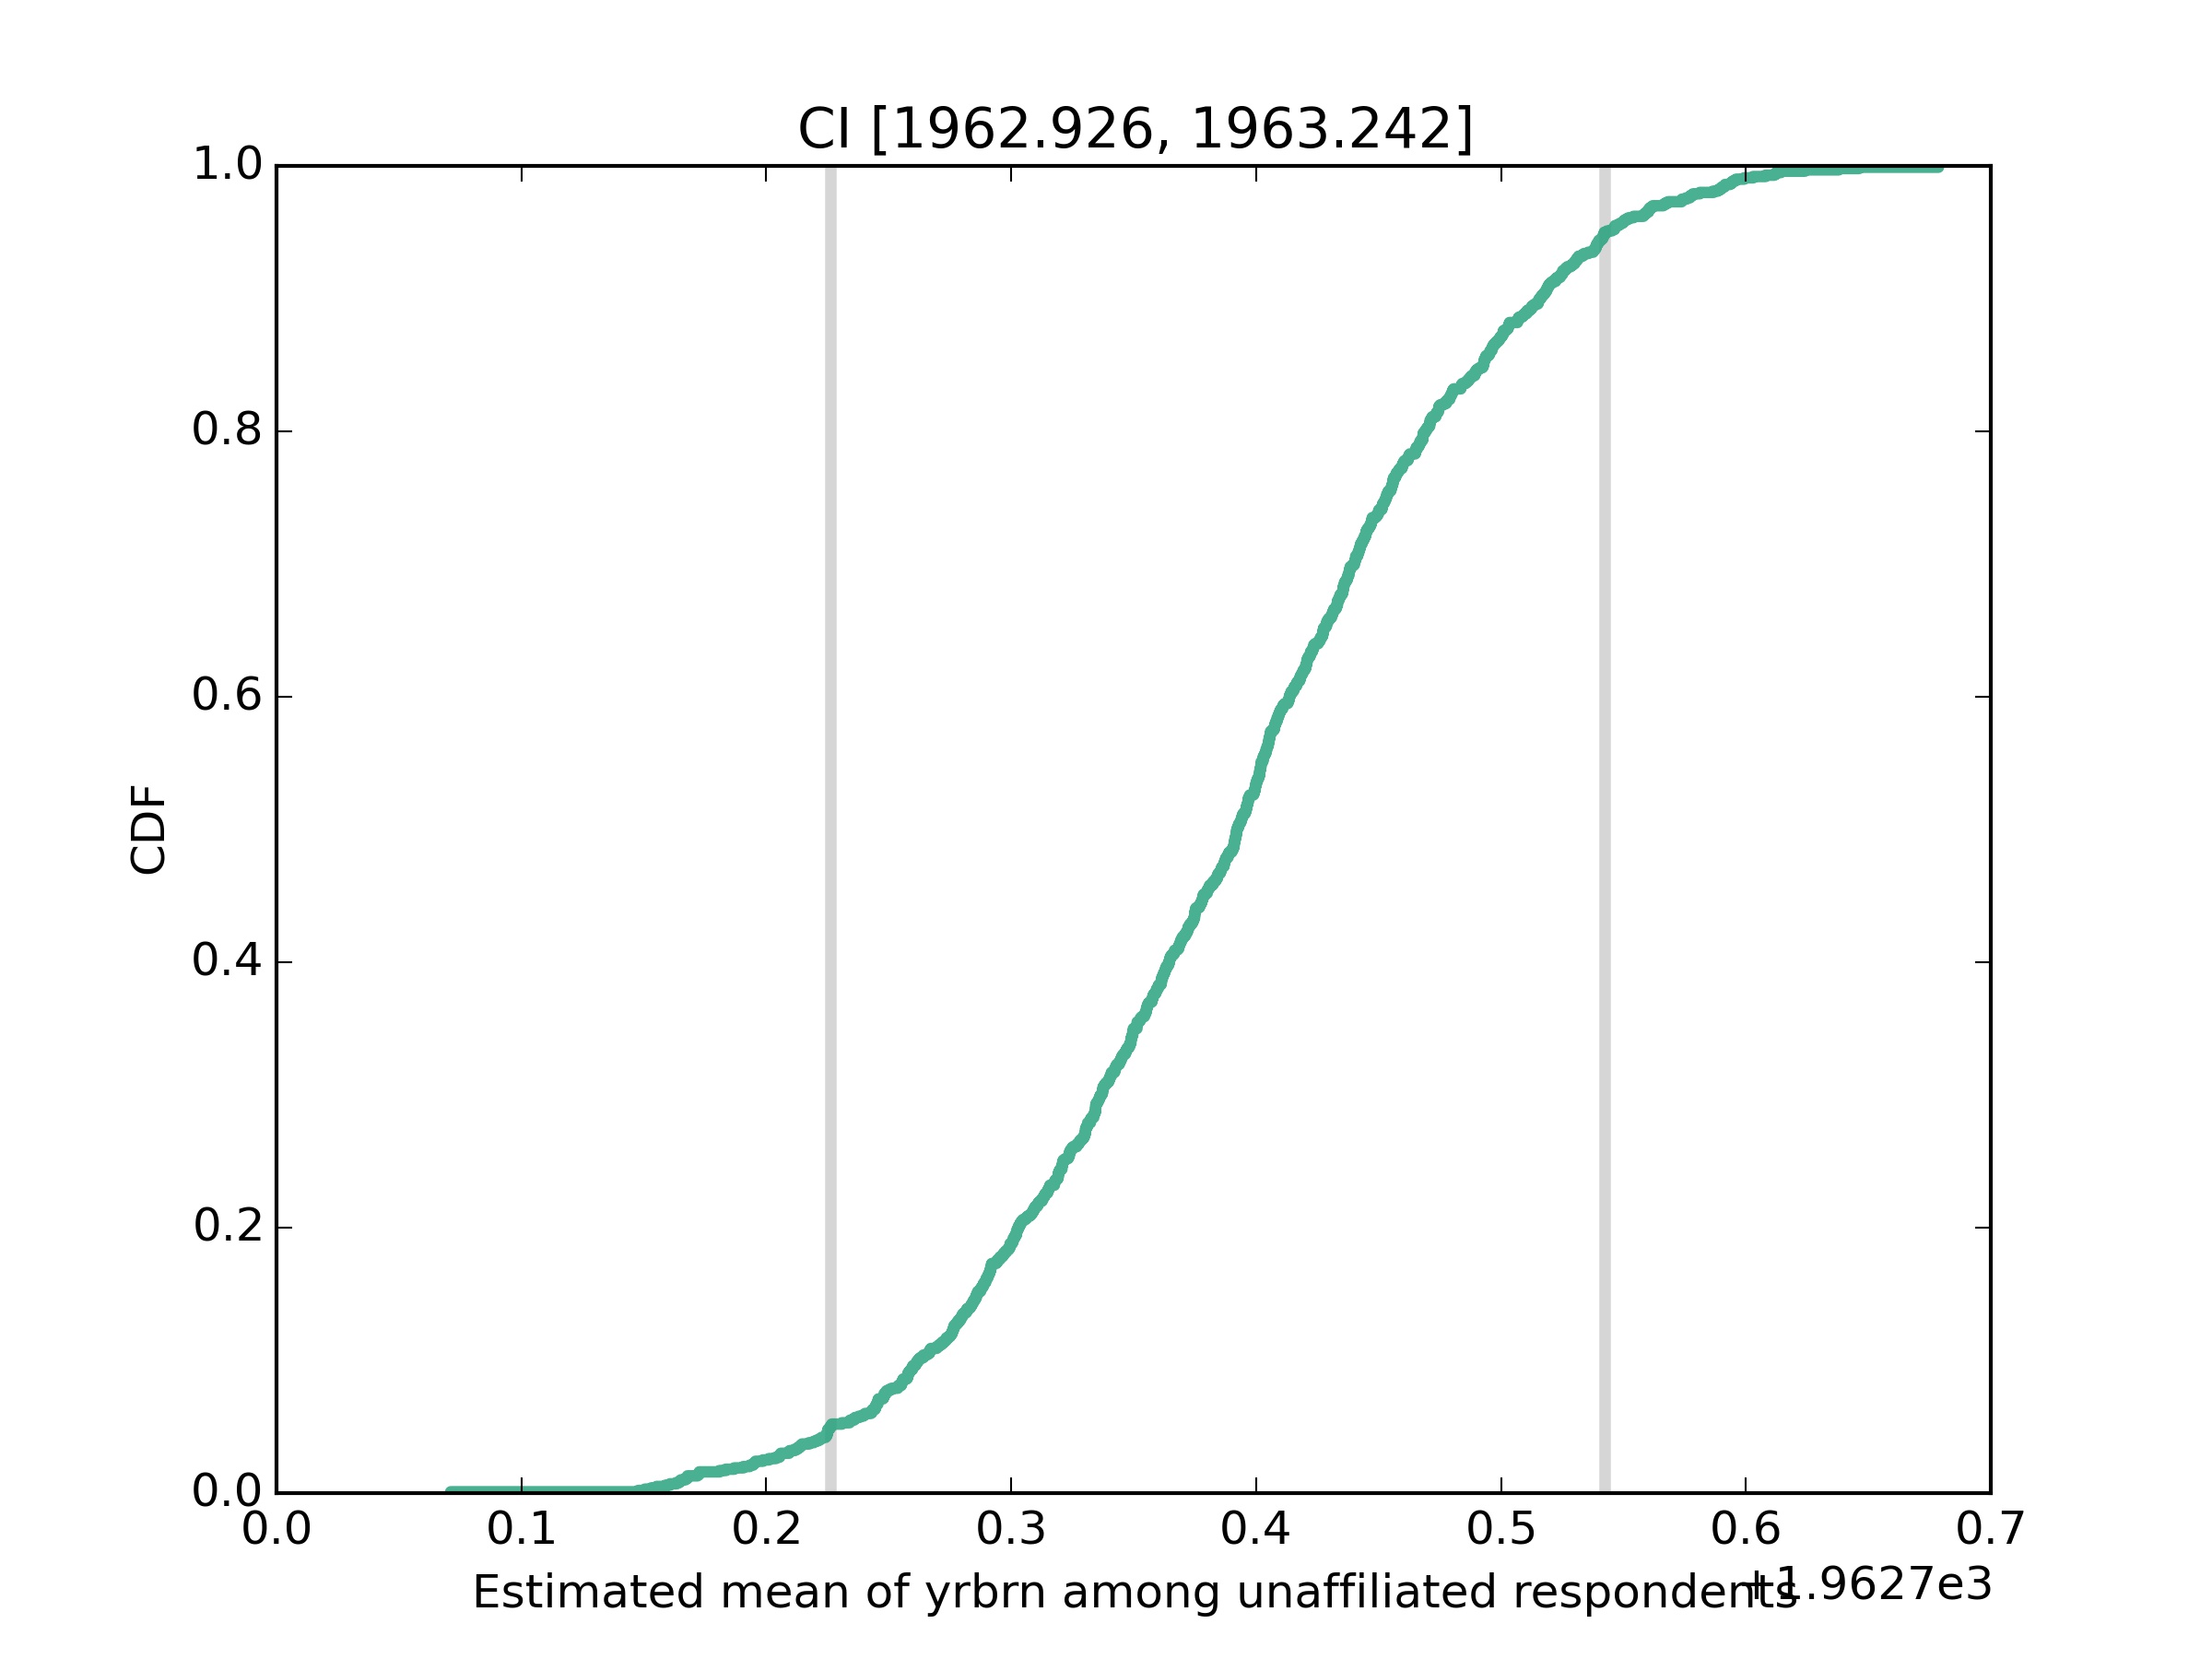 CI [1962.926, 1963.242]
1.0
0.8
0.6
0.4
0.2
0.0
CDF
0.0 0.1 0.2 0.3 0.4 0.5 0.6 0.7
Estimated mean of yrbrn among unaffiliated respondents
+1.9627e3